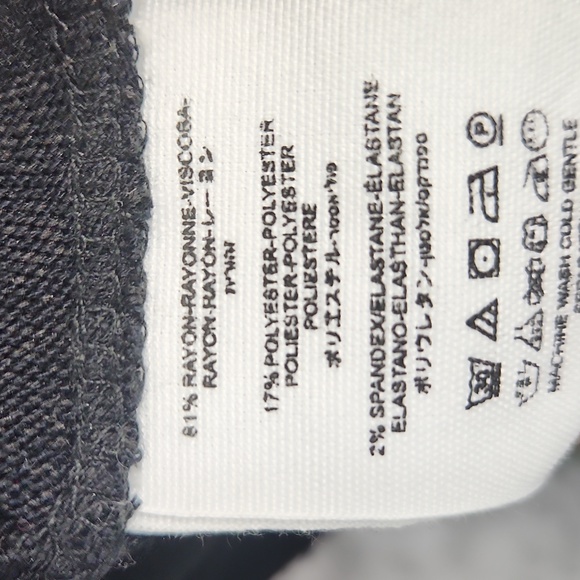 81% RAYON-RAYONNE-VISCOSA-
RAYON-RAYON-レーヨン
17% POLYESTER-POLYESTER
POLIESTER-POLYESTER
POLIESTERE
ポリエステル-פוליאסטר
2% SPANDEX/ELASTANE-ÉLASTANE
ELASTANO-ELASTHAN-ELASTAN
ポリウレタン-
30
P
MACHINE WASH COLD GENTLE